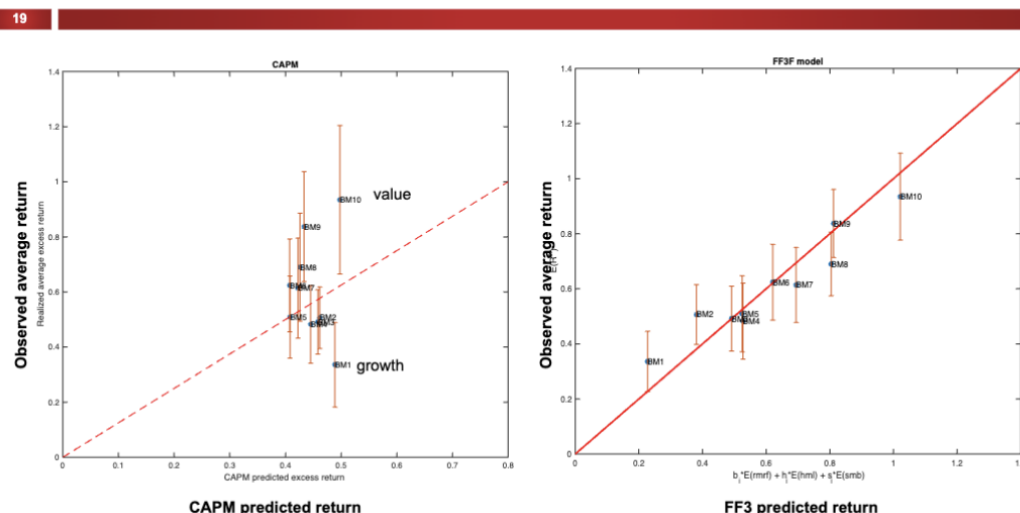 19
CAPM
1.4
1.2
1
0.8
0.6
0.4
0.2
0
Observed average return
Realized average excess return
BM10
value
BM9
BM8
BM7
BM5
BM2
BM3
BM1
growth
0 0.1 0.2 0.3 0.4 0.5 0.6 0.7 0.8
CAPM predicted excess return
CAPM predicted return
FF3F model
1.4
1.2
1
0.8
0.6
0.4
0.2
0
Observed average return
BM10
BM9
BM8
BM6
BM7
BM2
BM5
BM4
BM1
0 0.2 0.4 0.6 0.8 1 1.2 1.4
b_i*E(rmrf) + h_i*E(hml) + s_i*E(smb)
FF3 predicted return